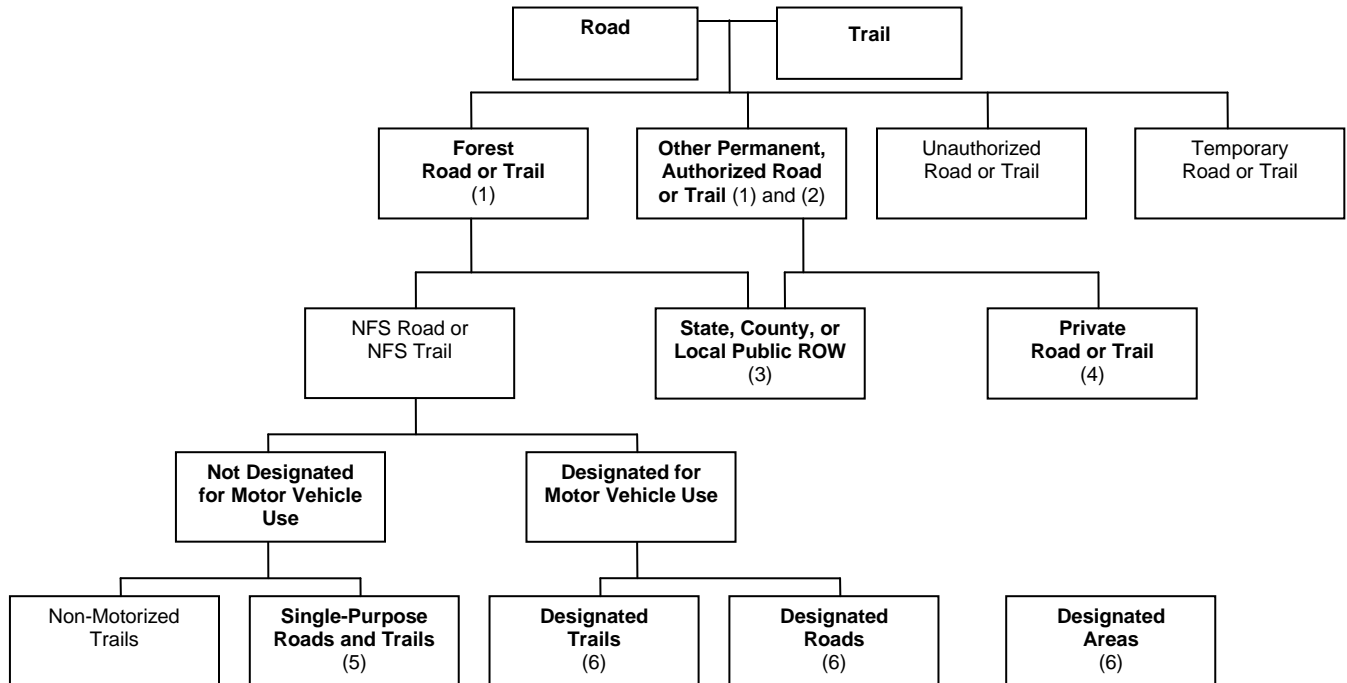 Road
Trail
Forest
Road or Trail
(1)
Other Permanent,
Authorized Road
or Trail (1) and (2)
Unauthorized
Road or Trail
Temporary
Road or Trail
NFS Road or
NFS Trail
State, County, or
Local Public ROW
(3)
Private
Road or Trail
(4)
Not Designated
for Motor Vehicle
Use
Designated for
Motor Vehicle Use
Non-Motorized
Trails
Single-Purpose
Roads and Trails
(5)
Designated
Trails
(6)
Designated
Roads
(6)
Designated
Areas
(6)